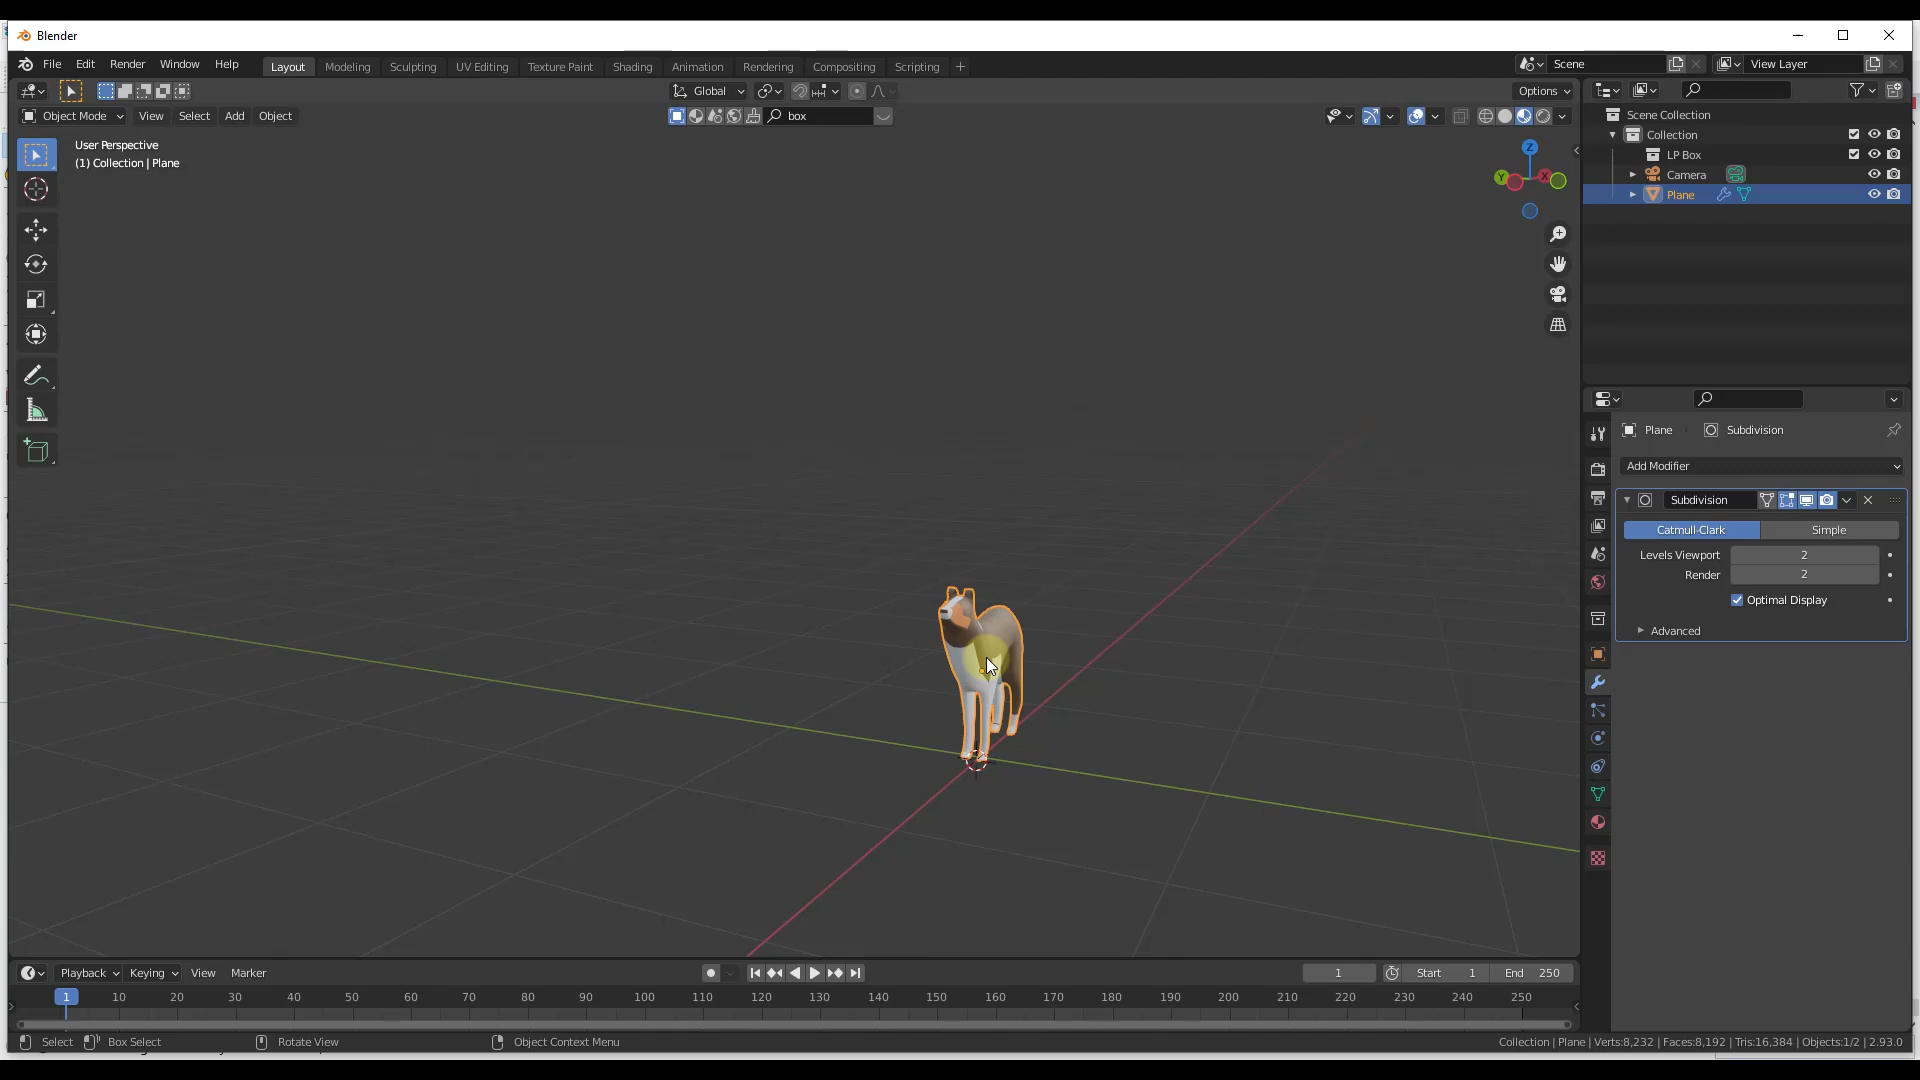 Blender
File Edit Render Window Help Layout Modeling Sculpting UV Editing Texture Paint Shading Animation Rendering Compositing Scripting + Scene View Layer
Global Options
Object Mode View Select Add Object box
User Perspective
(1) Collection | Plane
Z
Y X
Scene Collection
Collection
LP Box
Camera
Plane
Plane Subdivision
Add Modifier
Subdivision
Catmull-Clark Simple
Levels Viewport 2
Render 2
Optimal Display
Advanced
Playback Keying View Marker 1 Start 1 End 250
1 10 20 30 40 50 60 70 80 90 100 110 120 130 140 150 160 170 180 190 200 210 220 230 240 250
Select Box Select Rotate View Object Context Menu Collection | Plane | Verts:8,232 | Faces:8,192 | Tris:16,384 | Objects:1/2 | 2.93.0